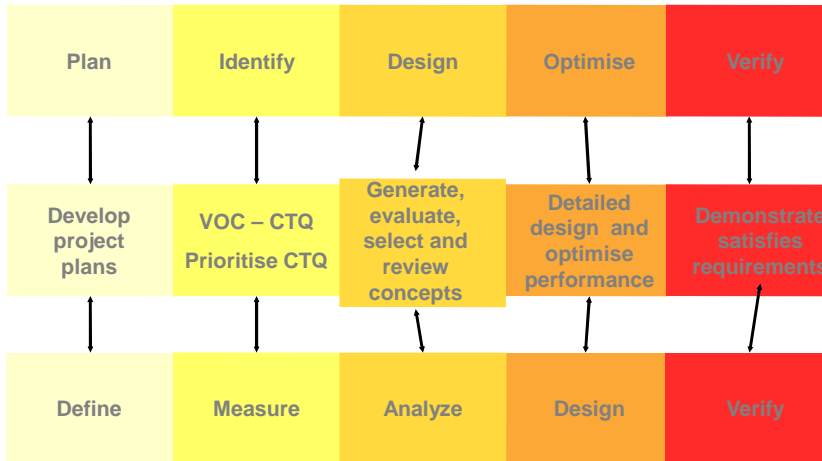 Plan
Identify
Design
Optimise
Verify
Develop
project
plans
VOC – CTQ
Prioritise CTQ
Generate,
evaluate,
select and
review
concepts
Detailed
design and
optimise
performance
Demonstrate
satisfies
requirements
Define
Measure
Analyze
Design
Verify